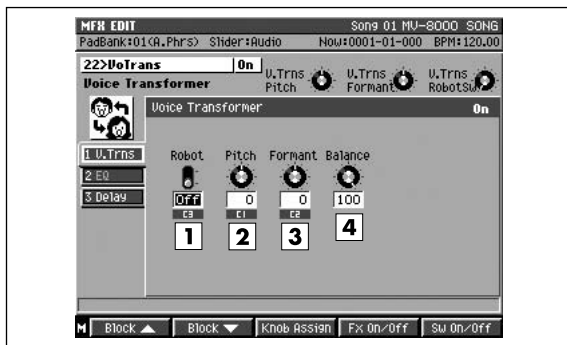 MFX EDIT Song 01 MV-8000 SONG
PadBank:01(A.Phrs) Slider:Audio Now:0001-01-000 BPM:120.00
22>VoTrans On
Voice Transformer
V.Trns Pitch V.Trns Formant V.Trns RobotSw
Voice Transformer On
1 V.Trns
2 EQ
3 Delay
Robot Pitch Formant Balance
Off 0 0 100
C3 C1 C2
1 2 3 4
M Block ▲ Block ▼ Knob Assign Fx On/Off Sw On/Off